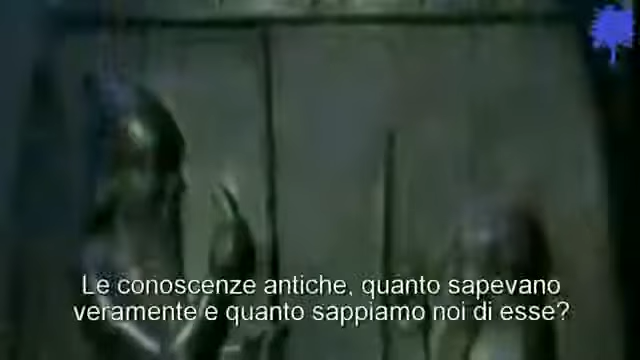 Le conoscenze antiche, quanto sapevano
veramente e quanto sappiamo noi di esse?